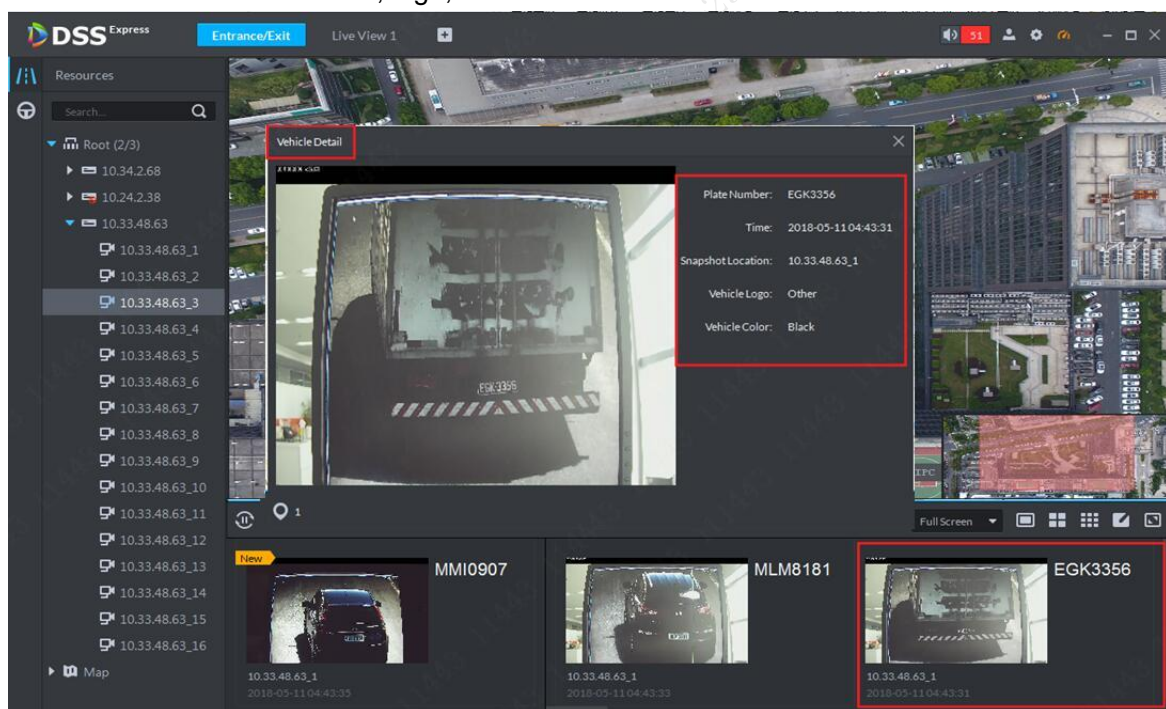 DSS Express
Entrance/Exit
Live View 1
51
Resources
Search...
Root (2/3)
10.34.2.68
10.24.2.38
10.33.48.63
10.33.48.63_1
10.33.48.63_2
10.33.48.63_3
10.33.48.63_4
10.33.48.63_5
10.33.48.63_6
10.33.48.63_7
10.33.48.63_8
10.33.48.63_9
10.33.48.63_10
10.33.48.63_11
10.33.48.63_12
10.33.48.63_13
10.33.48.63_14
10.33.48.63_15
10.33.48.63_16
Map
Vehicle Detail
EGK-3356
Plate Number: EGK3356
Time: 2018-05-11 04:43:31
Snapshot Location: 10.33.48.63_1
Vehicle Logo: Other
Vehicle Color: Black
IPC
1
Full Screen
New
MMI0907
10.33.48.63_1
2018-05-11 04:43:35
MLM8181
10.33.48.63_1
2018-05-11 04:43:33
EGK3356
10.33.48.63_1
2018-05-11 04:43:31